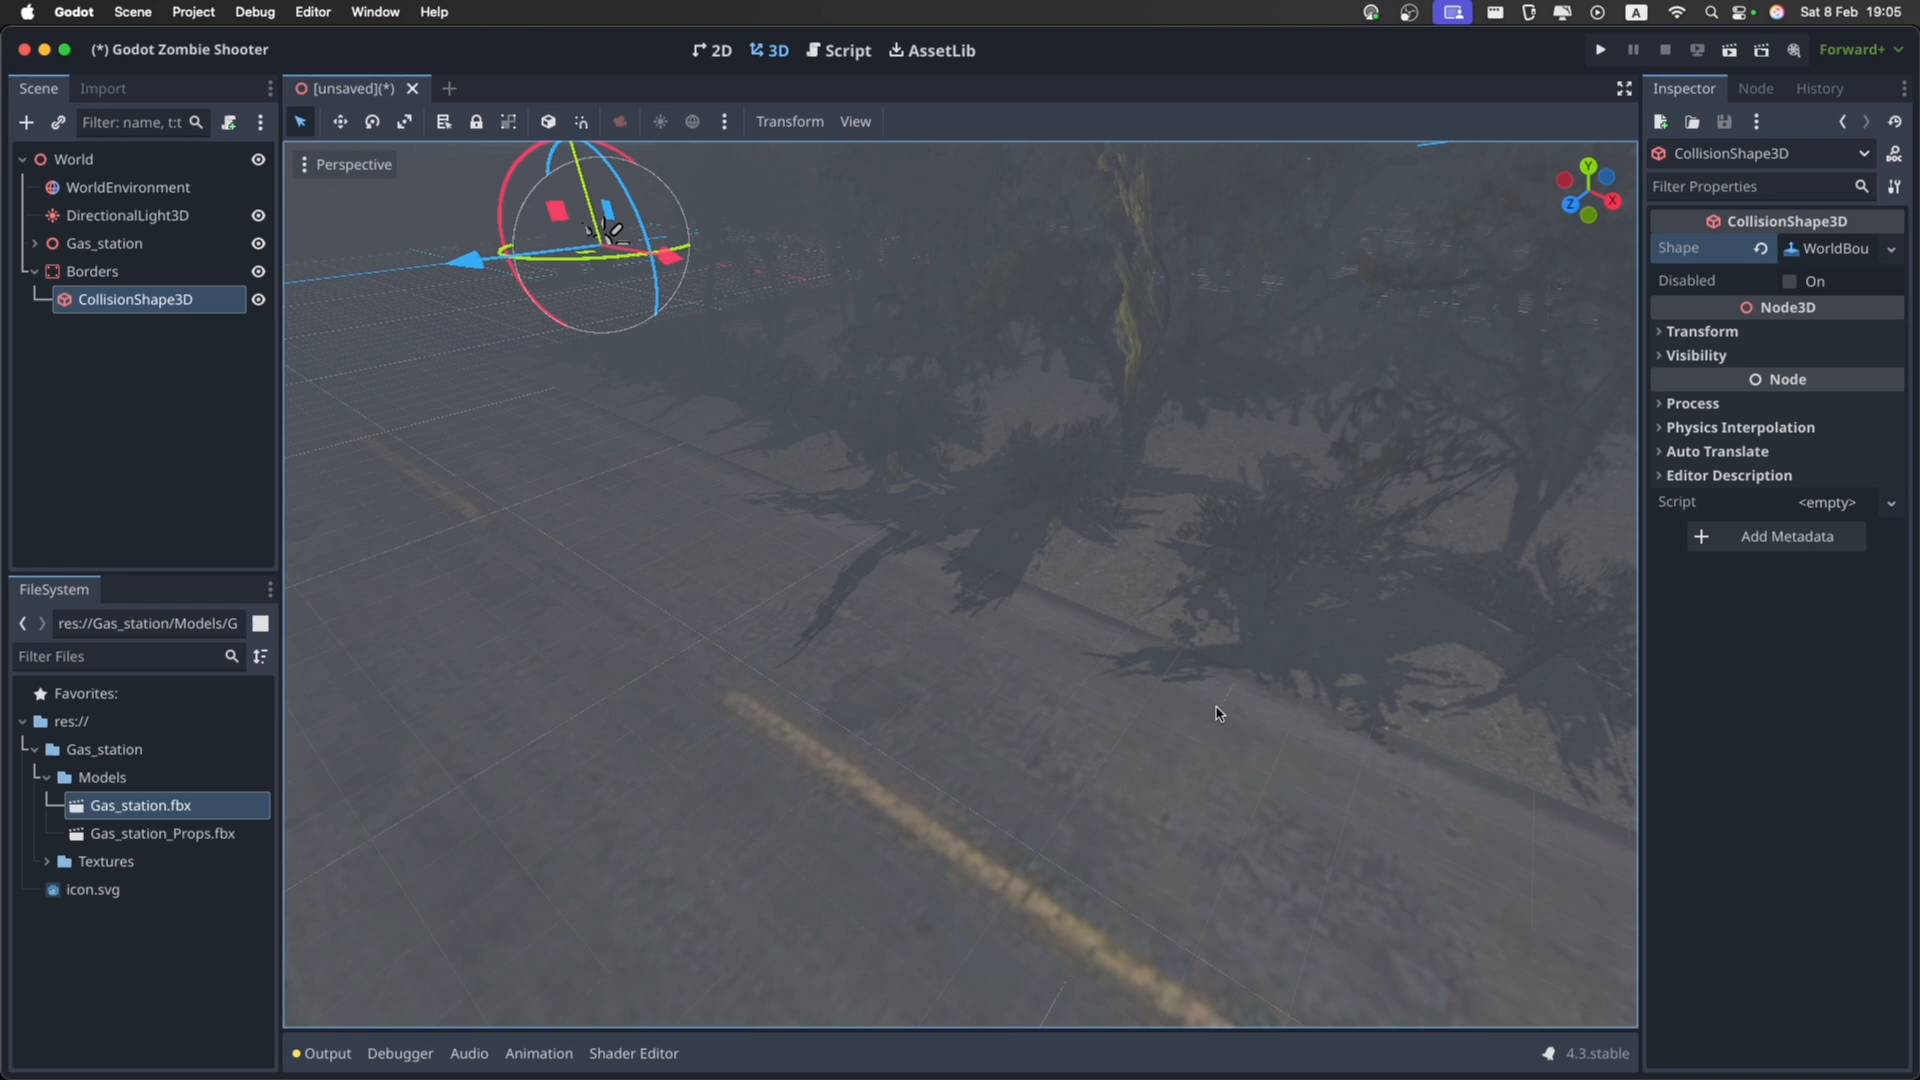 Godot Scene Project Debug Editor Window Help
A
Sat 8 Feb 19:05
(*) Godot Zombie Shooter
2D 3D Script AssetLib
Forward+
Scene Import
[unsaved](*)
Inspector Node History
Filter: name, t:t
Transform View
World
WorldEnvironment
DirectionalLight3D
Gas_station
Borders
CollisionShape3D
Perspective
Y
X
Z
CollisionShape3D
Filter Properties
CollisionShape3D
Shape WorldBou
Disabled On
Node3D
Transform
Visibility
Node
Process
Physics Interpolation
Auto Translate
Editor Description
Script <empty>
Add Metadata
FileSystem
res://Gas_station/Models/G
Filter Files
Favorites:
res://
Gas_station
Models
Gas_station.fbx
Gas_station_Props.fbx
Textures
icon.svg
Output Debugger Audio Animation Shader Editor
4.3.stable